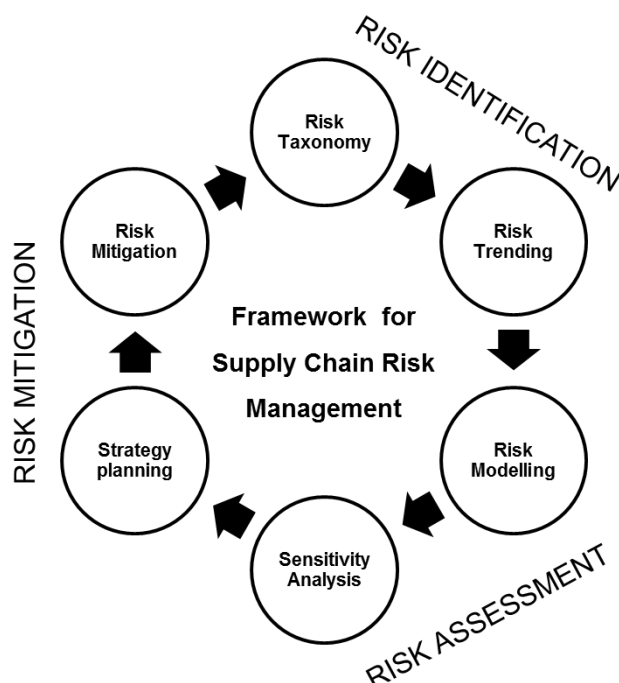 RISK IDENTIFICATION
Risk
Taxonomy
Risk
Trending
Risk
Mitigation
RISK MITIGATION
Framework for
Supply Chain Risk
Management
Strategy
planning
Risk
Modelling
Sensitivity
Analysis
RISK ASSESSMENT